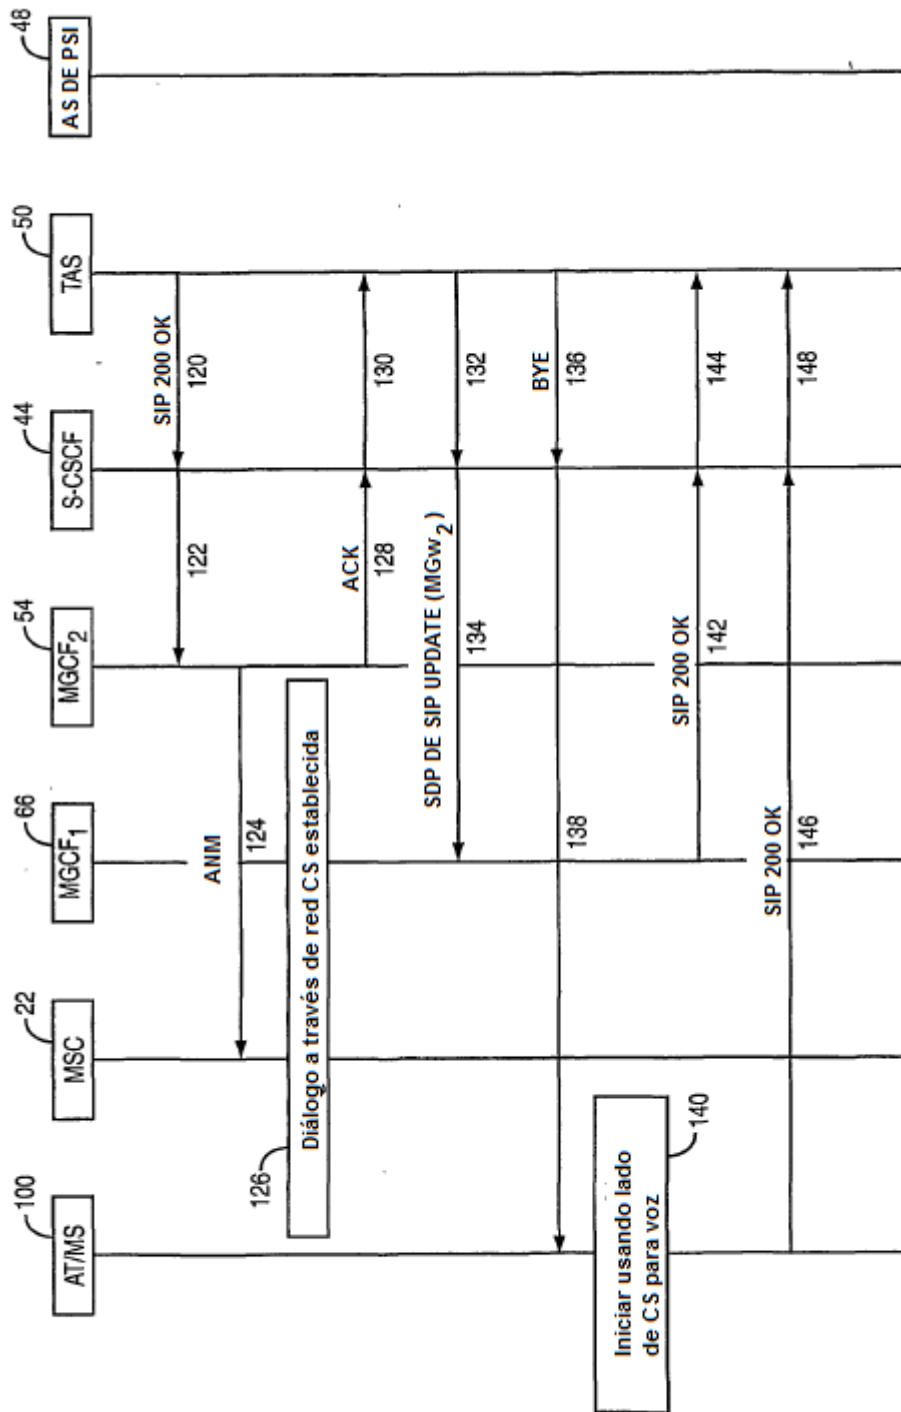 100
22
66
54
44
50
48
AT/MS
MSC
MGCF1
MGCF2
S-CSCF
TAS
AS DE PSI
SIP 200 OK
122
120
ANM
124
126
Diálogo a través de red CS establecida
ACK
128
130
SDP DE SIP UPDATE (MGw2)
134
132
BYE
138
136
Iniciar usando lado
de CS para voz
140
SIP 200 OK
142
144
SIP 200 OK
146
148